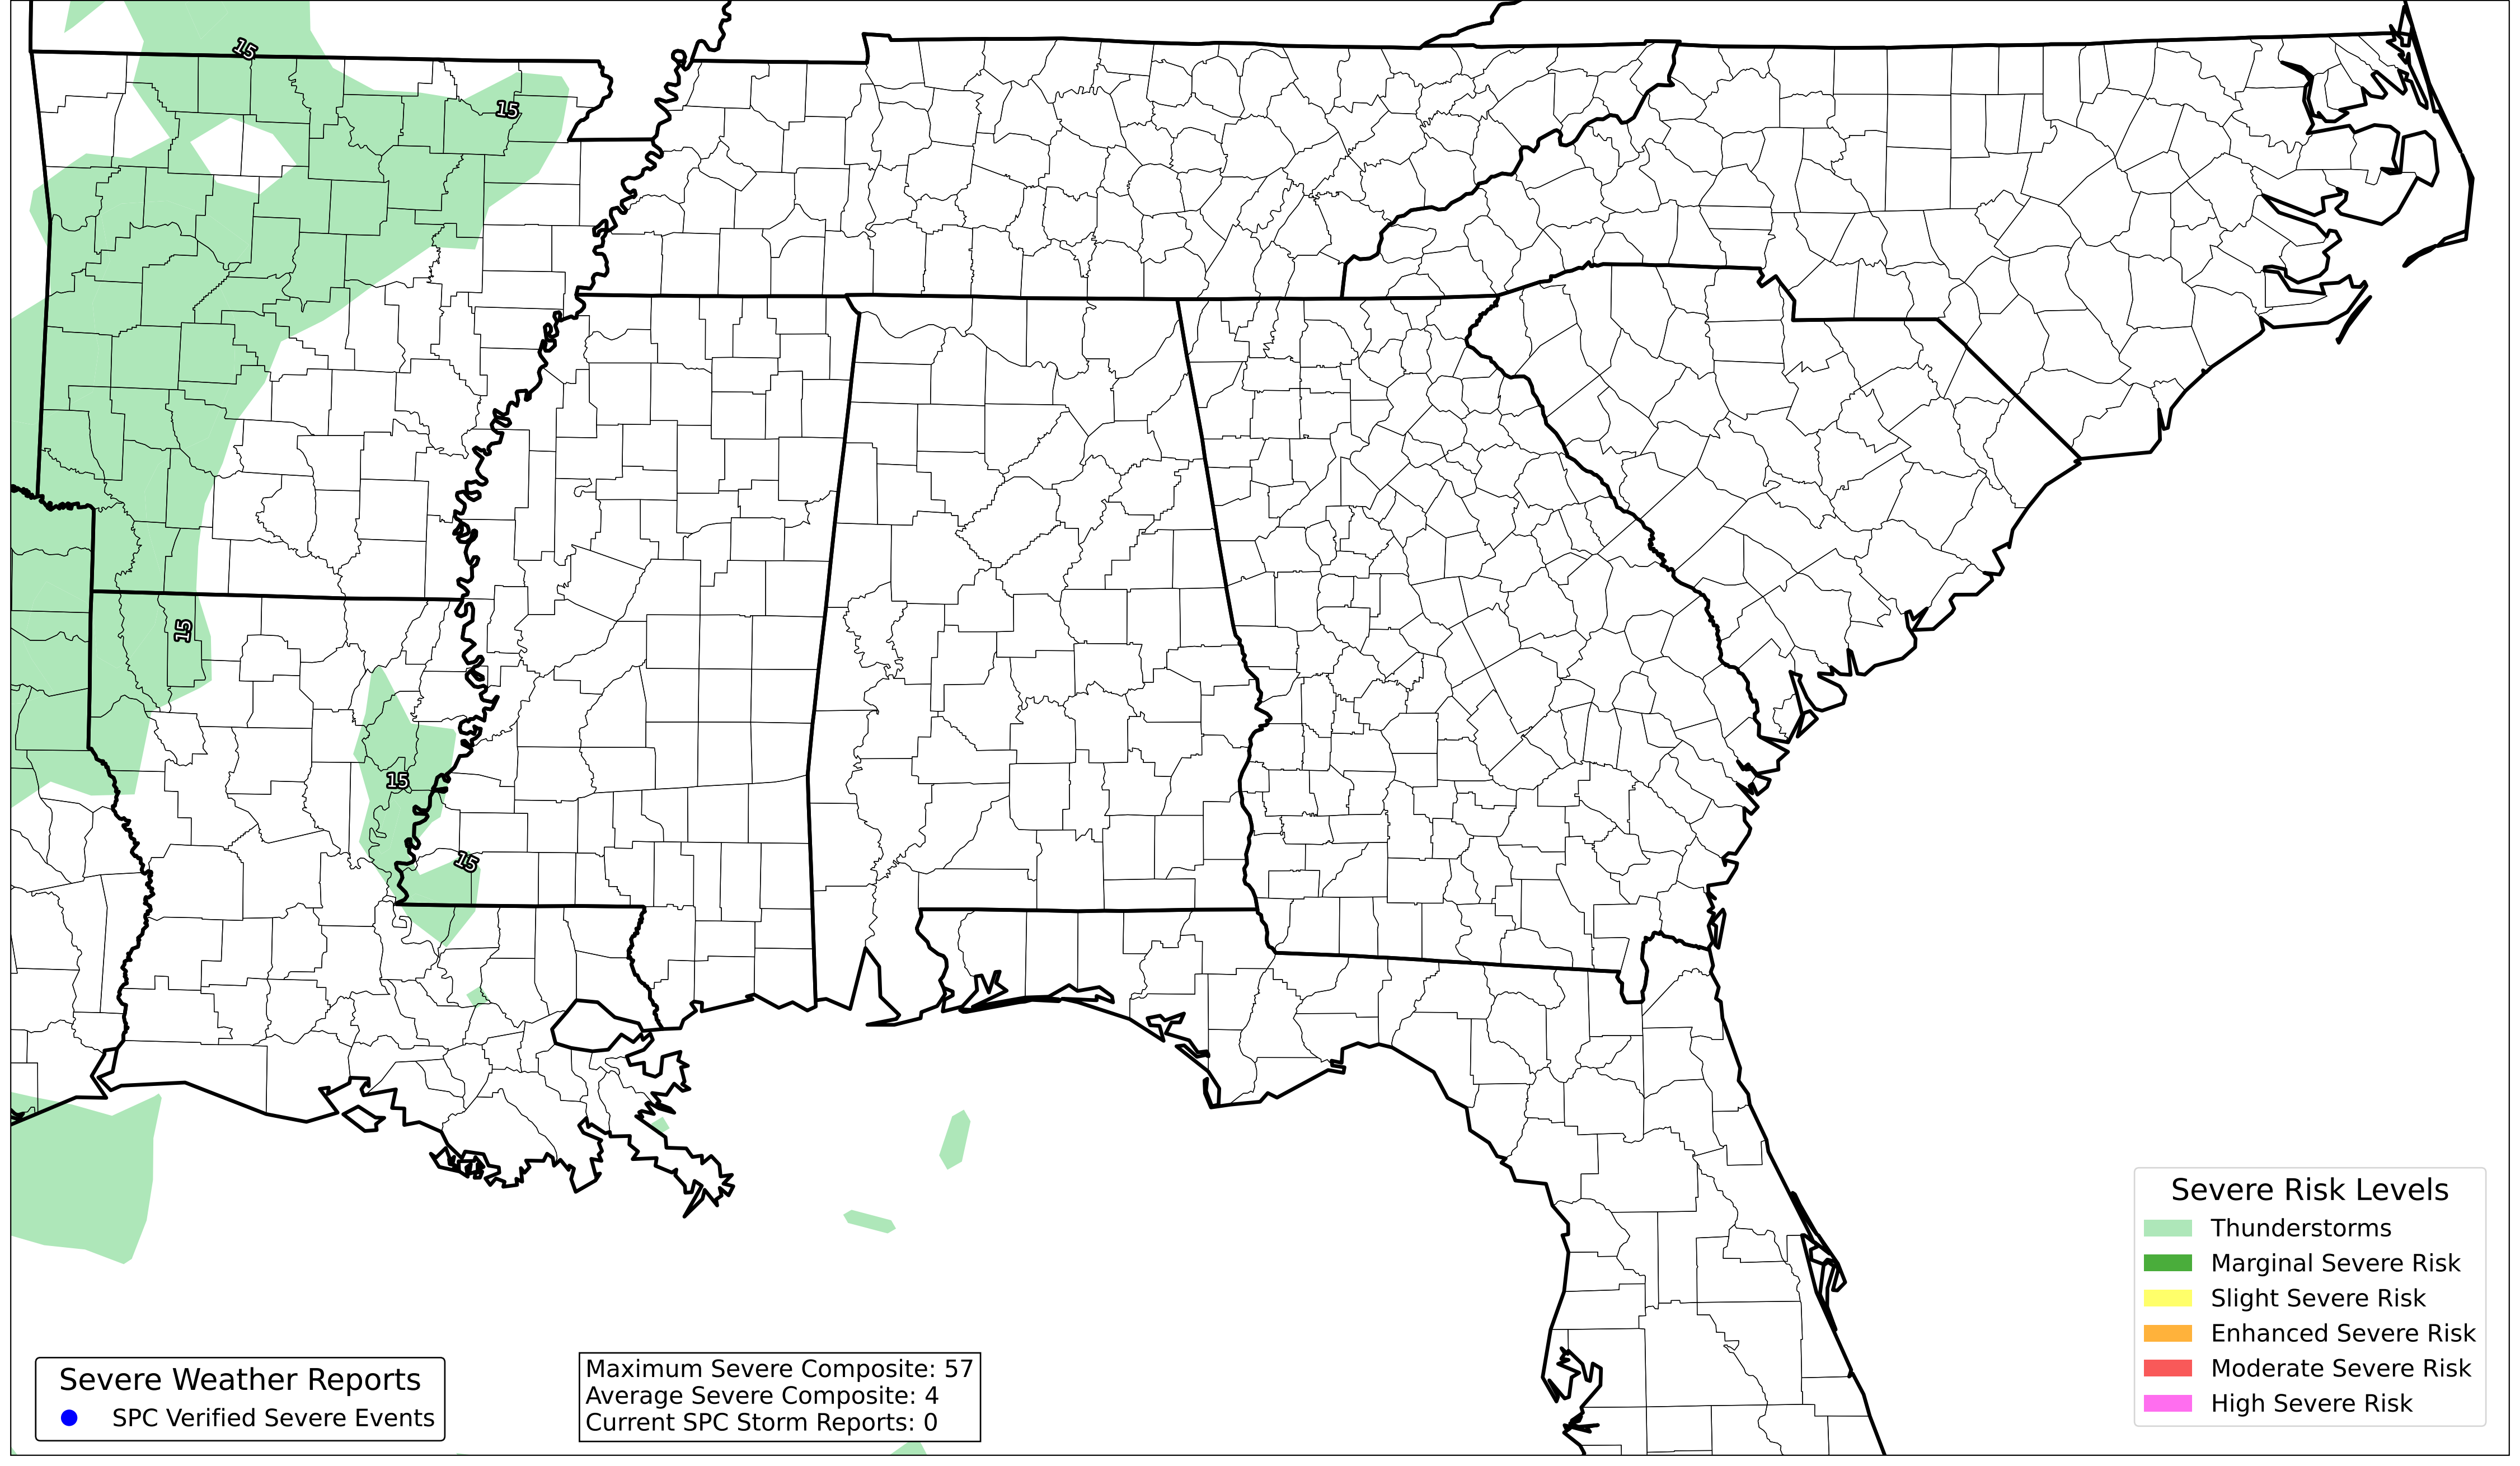 15
15
15
15
15
Severe Risk Levels
Thunderstorms
Marginal Severe Risk
Slight Severe Risk
Enhanced Severe Risk
Moderate Severe Risk
High Severe Risk
Severe Weather Reports
SPC Verified Severe Events
Maximum Severe Composite: 57
Average Severe Composite: 4
Current SPC Storm Reports: 0